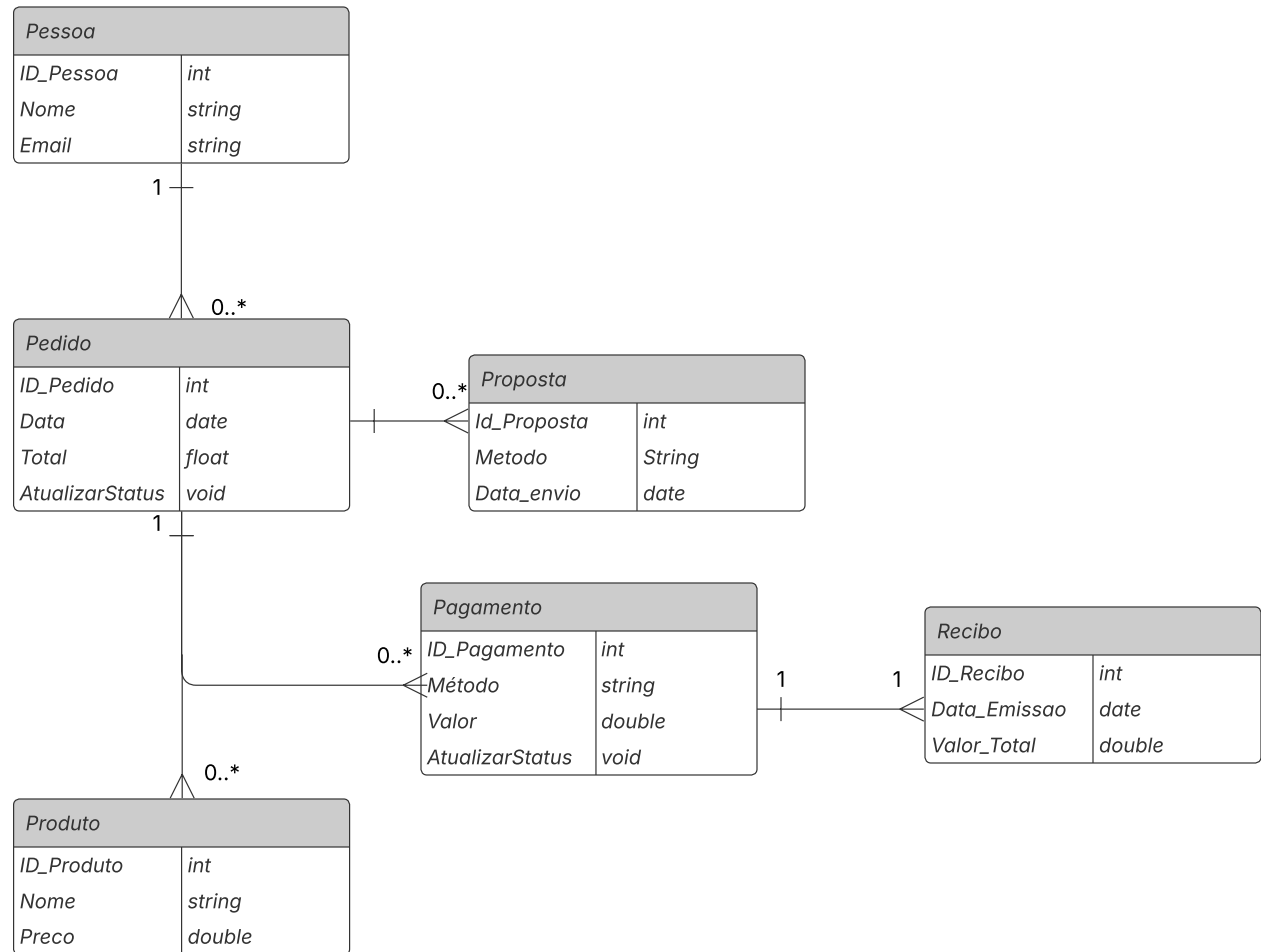 Pessoa
ID_Pessoa int
Nome string
Email string
1
0..*
Pedido
ID_Pedido int
Data date
Total float
AtualizarStatus void
0..*
Proposta
Id_Proposta int
Metodo String
Data_envio date
1
0..*
Pagamento
ID_Pagamento int
Método string
Valor double
AtualizarStatus void
1
1
Recibo
ID_Recibo int
Data_Emissao date
Valor_Total double
0..*
Produto
ID_Produto int
Nome string
Preco double